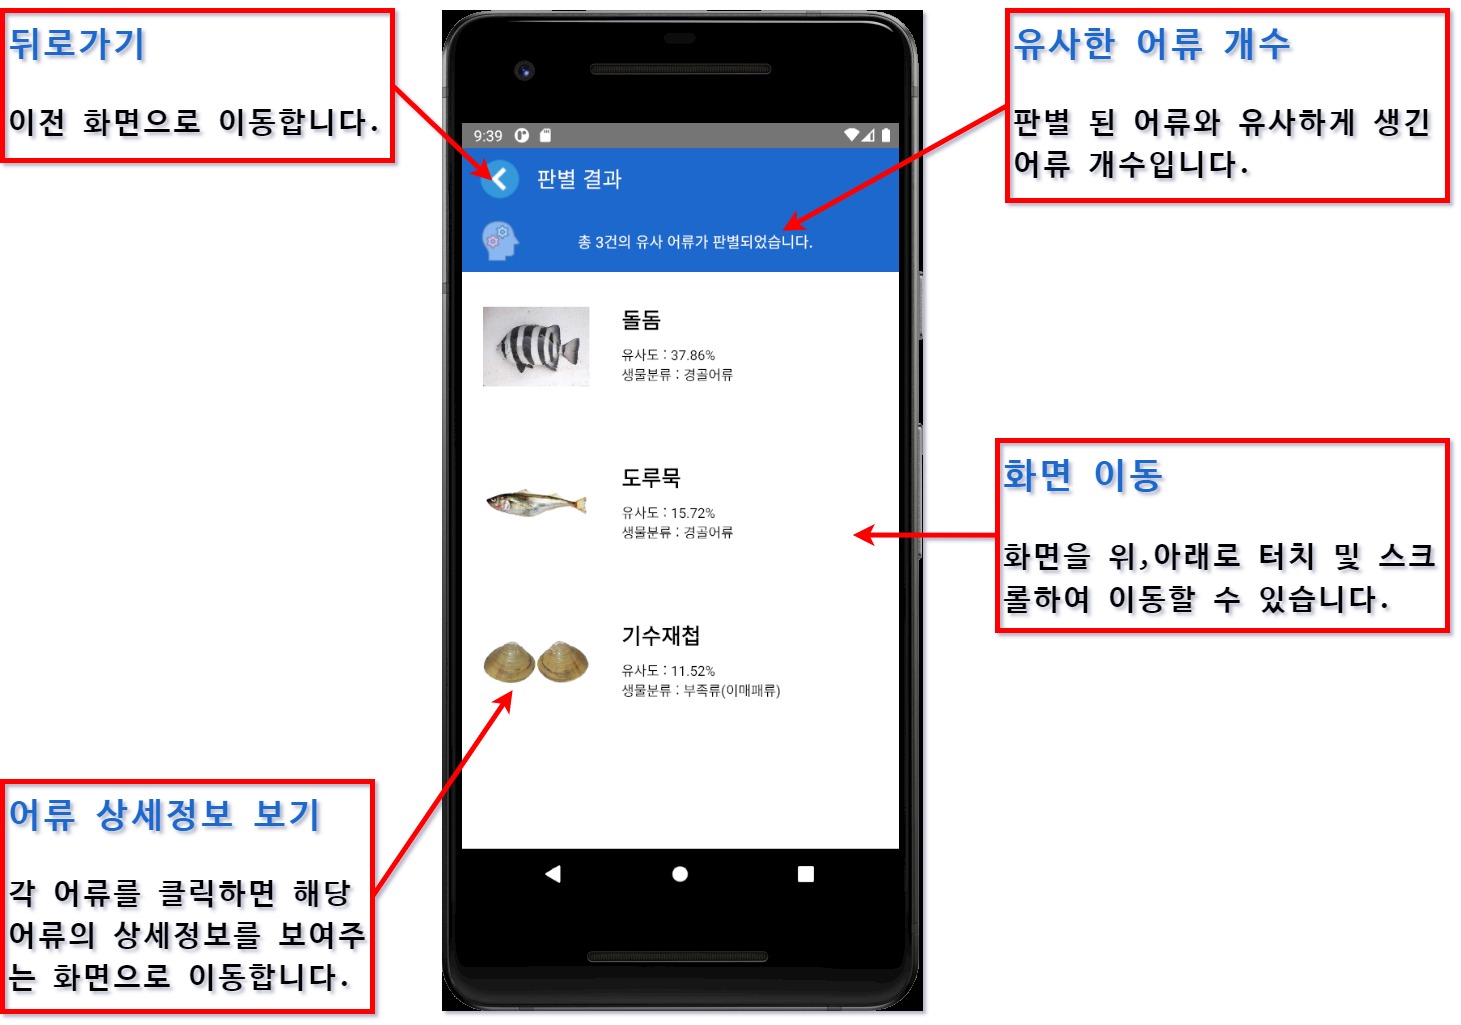 뒤로가기
이전 화면으로 이동합니다.
유사한 어류 개수
판별 된 어류와 유사하게 생긴
어류 개수입니다.
9:39
판별 결과
총 3건의 유사 어류가 판별되었습니다.
돌돔
유사도 : 37.86%
생물분류 : 경골어류
도루묵
유사도 : 15.72%
생물분류 : 경골어류
기수재첩
유사도 : 11.52%
생물분류 : 부족류(이매패류)
화면 이동
화면을 위,아래로 터치 및 스크
롤하여 이동할 수 있습니다.
어류 상세정보 보기
각 어류를 클릭하면 해당
어류의 상세정보를 보여주
는 화면으로 이동합니다.